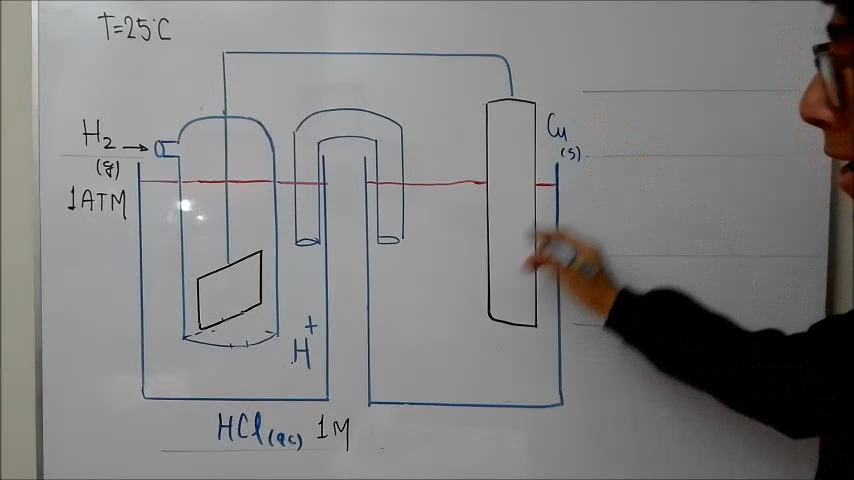 T=25°C
H₂ →
(g)
1ATM
Cu
(s)
H⁺
HCl(ac) 1M